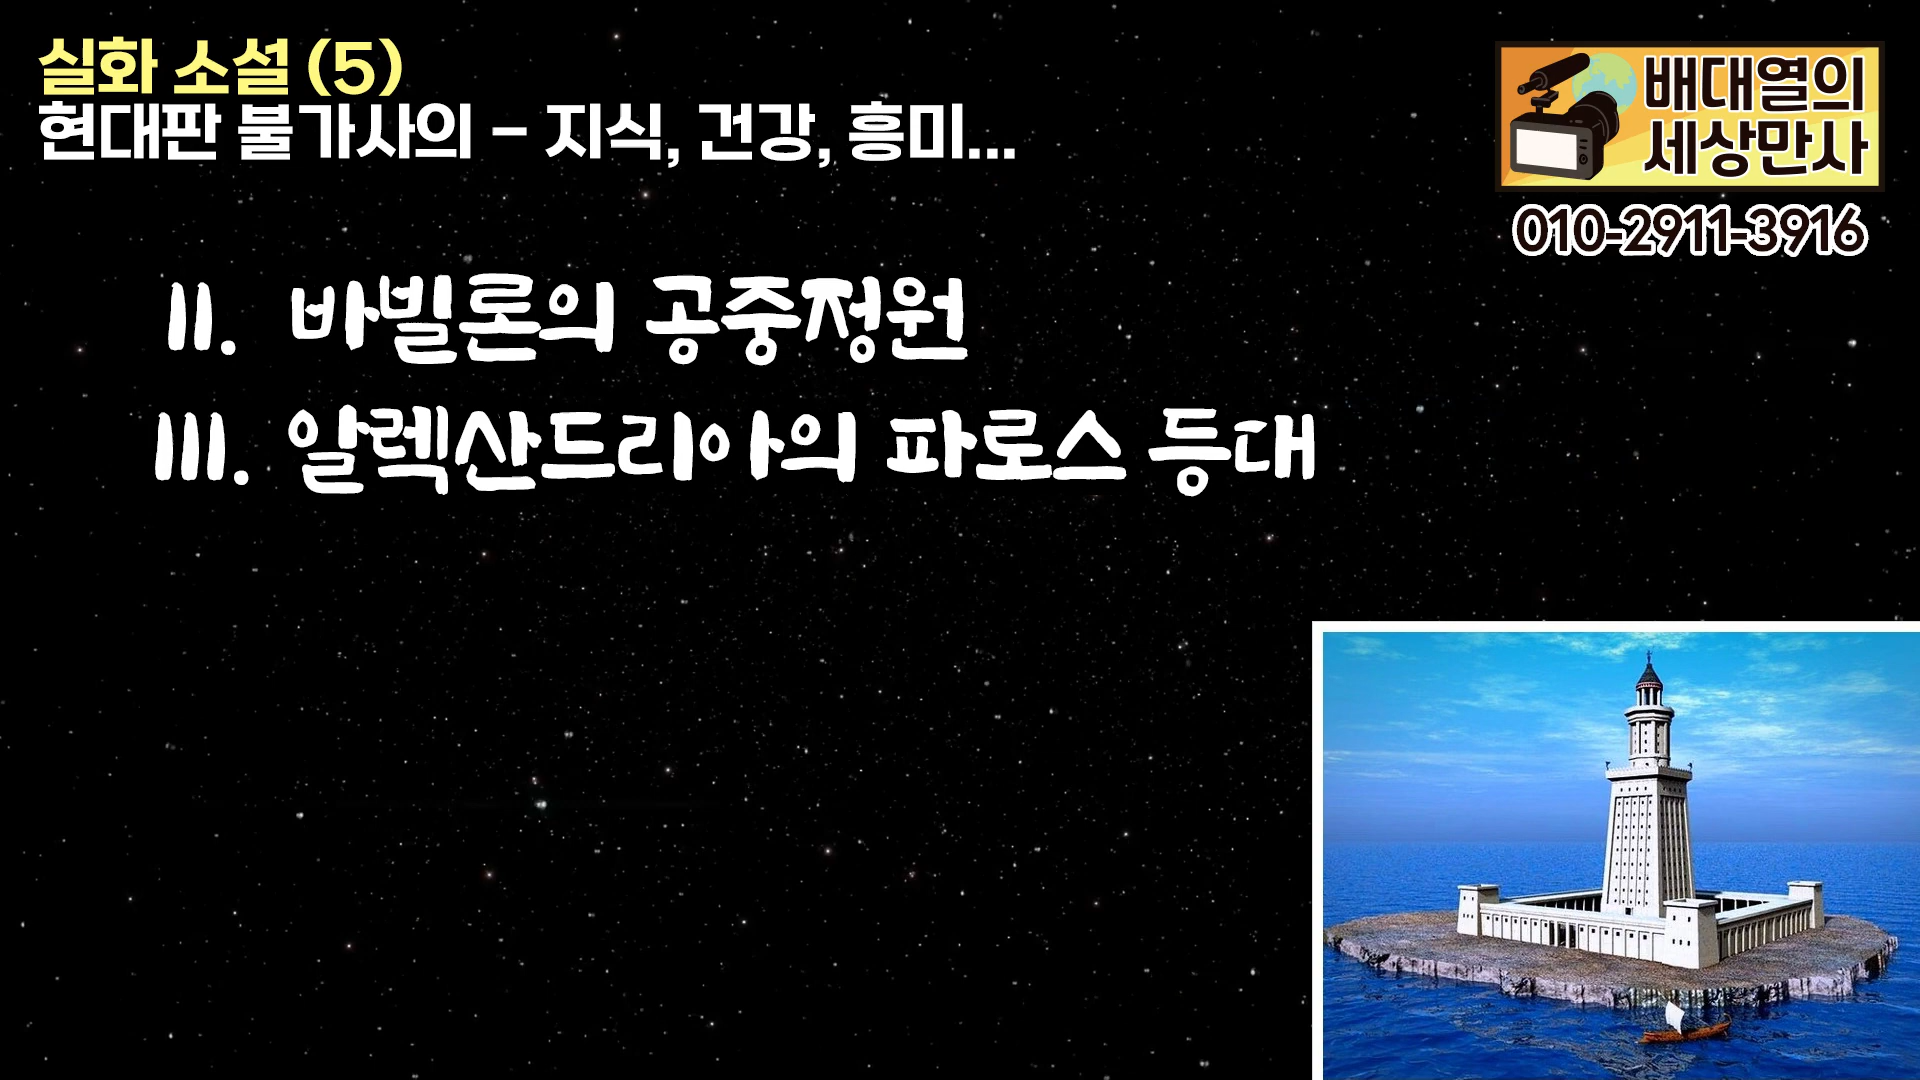 실화 소설 (5)
현대판 불가사의 - 지식, 건강, 흥미...
배대열의
세상만사
010-2911-3916
II. 바빌론의 공중정원
III. 알렉산드리아의 파로스 등대